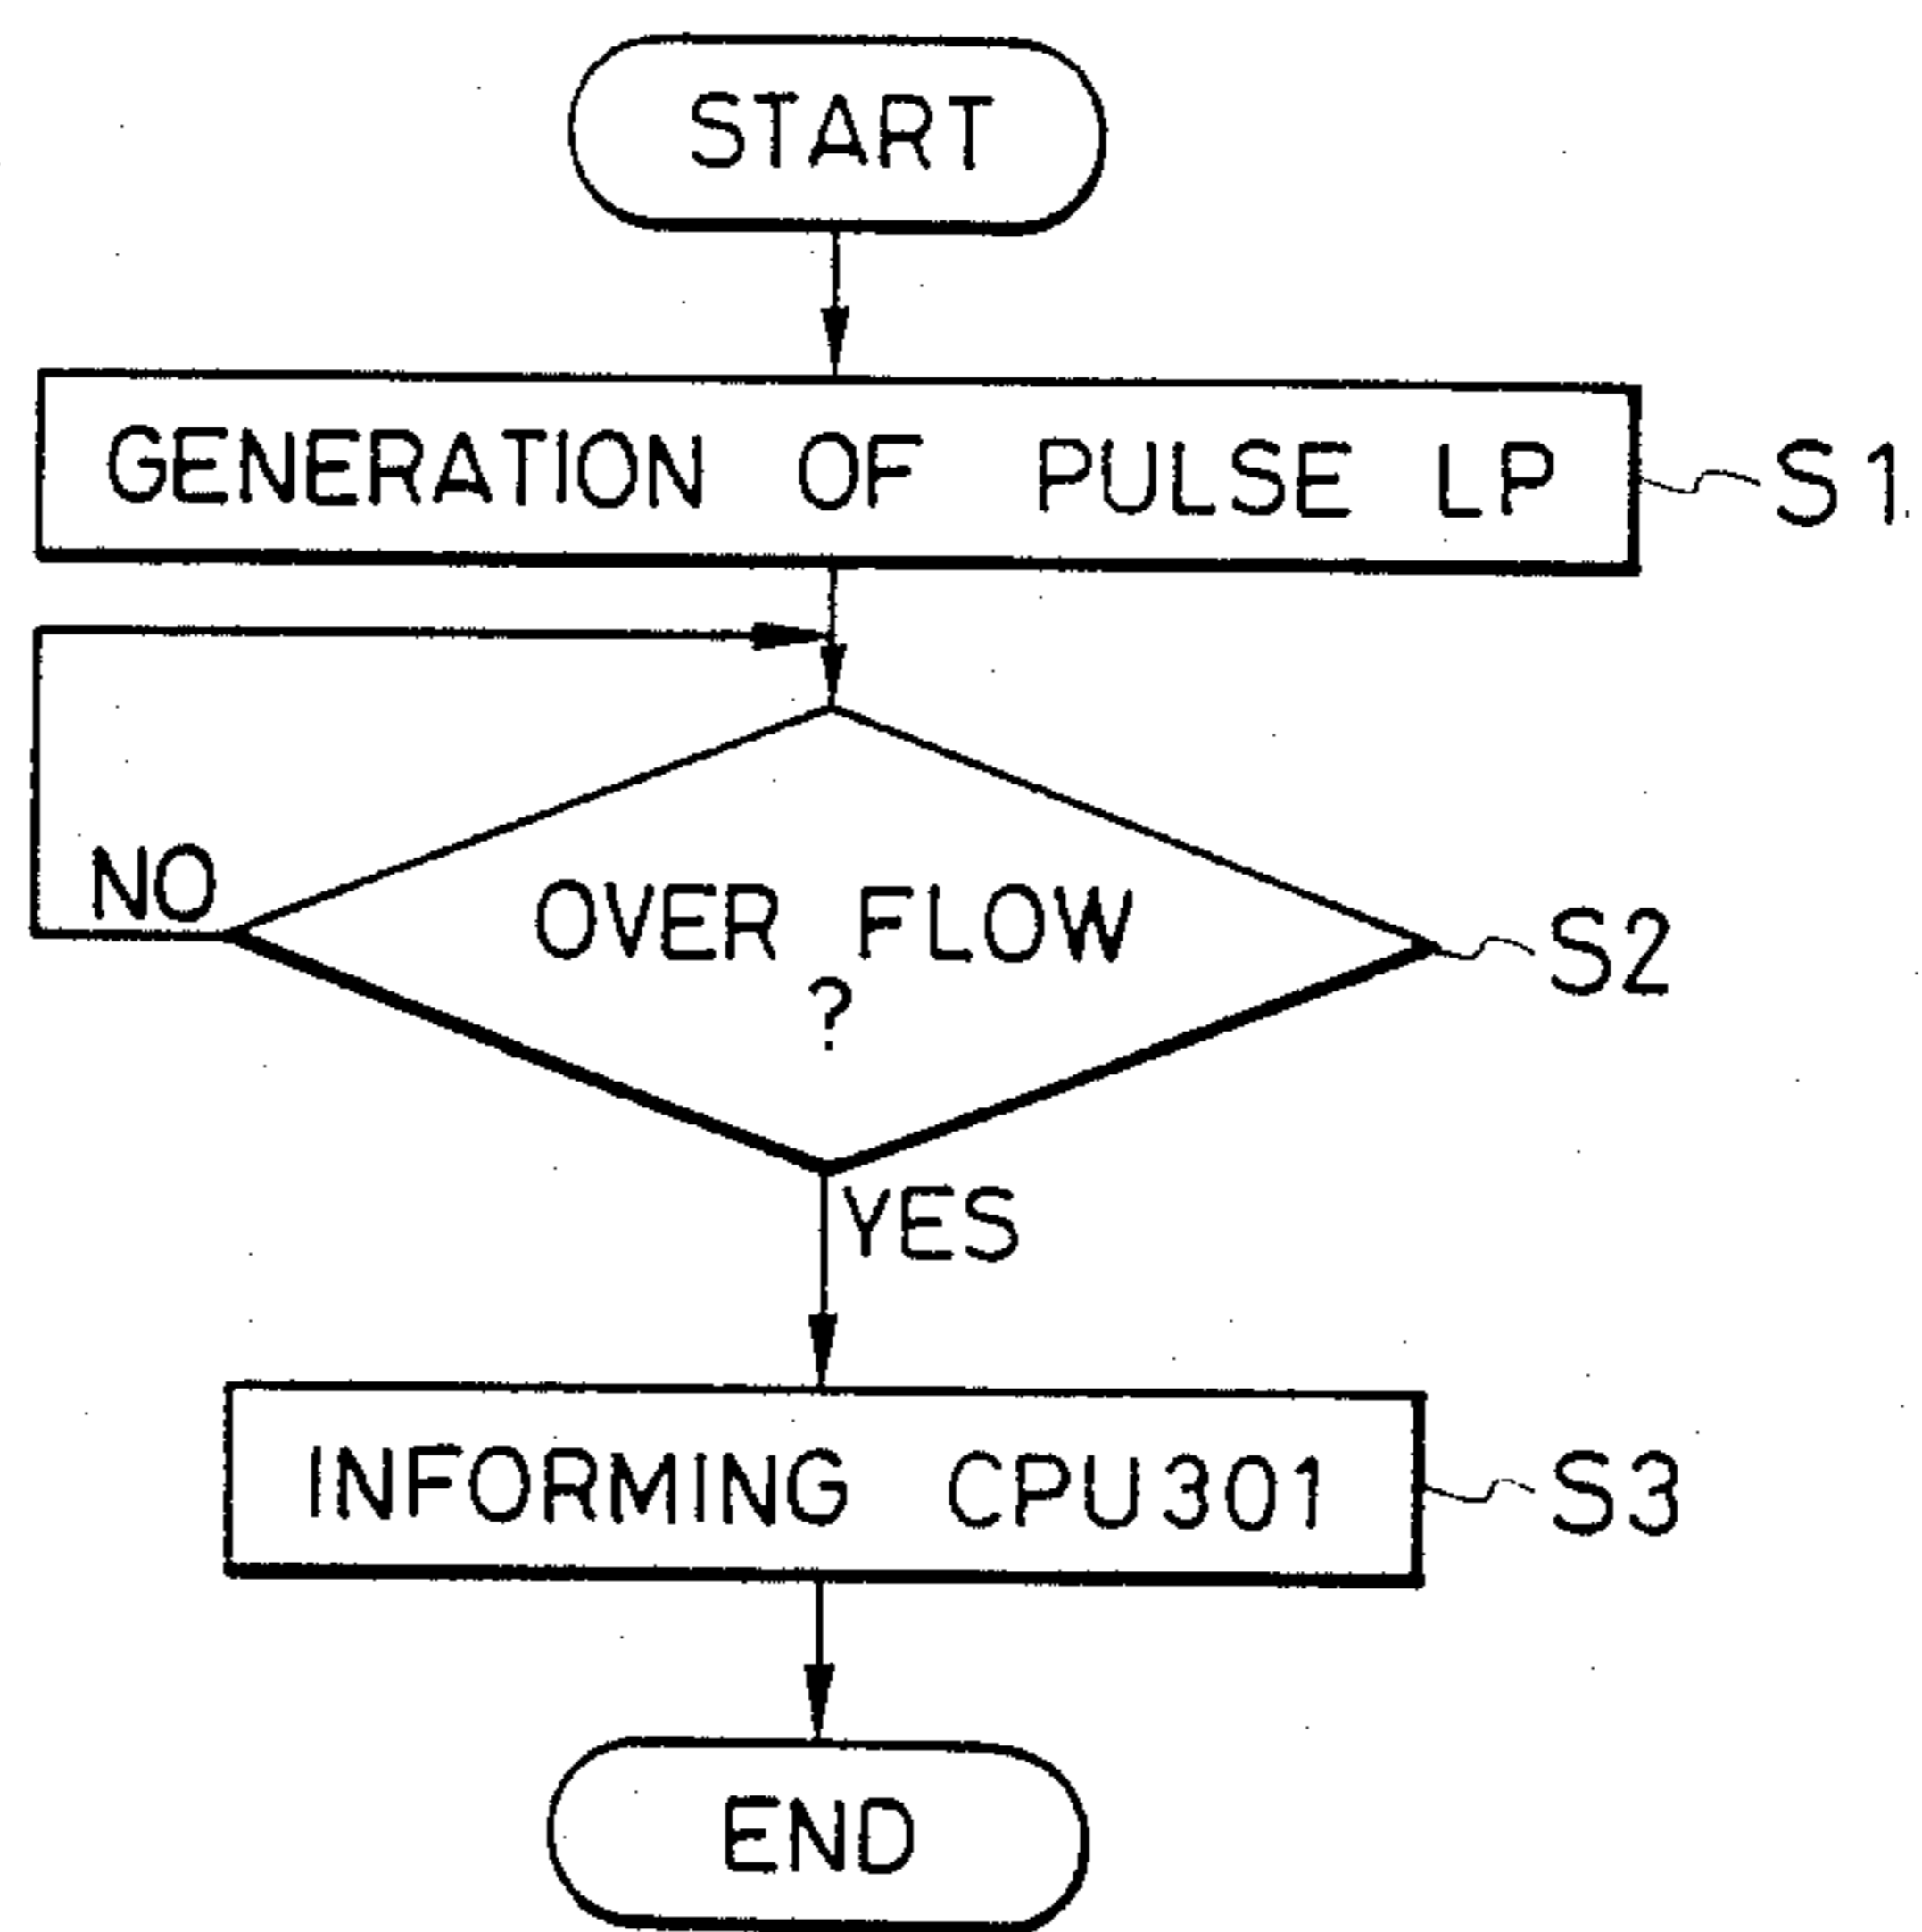 START
GENERATION OF PULSE LP
S1
NO
OVER FLOW
?
S2
YES
INFORMING CPU301
S3
END